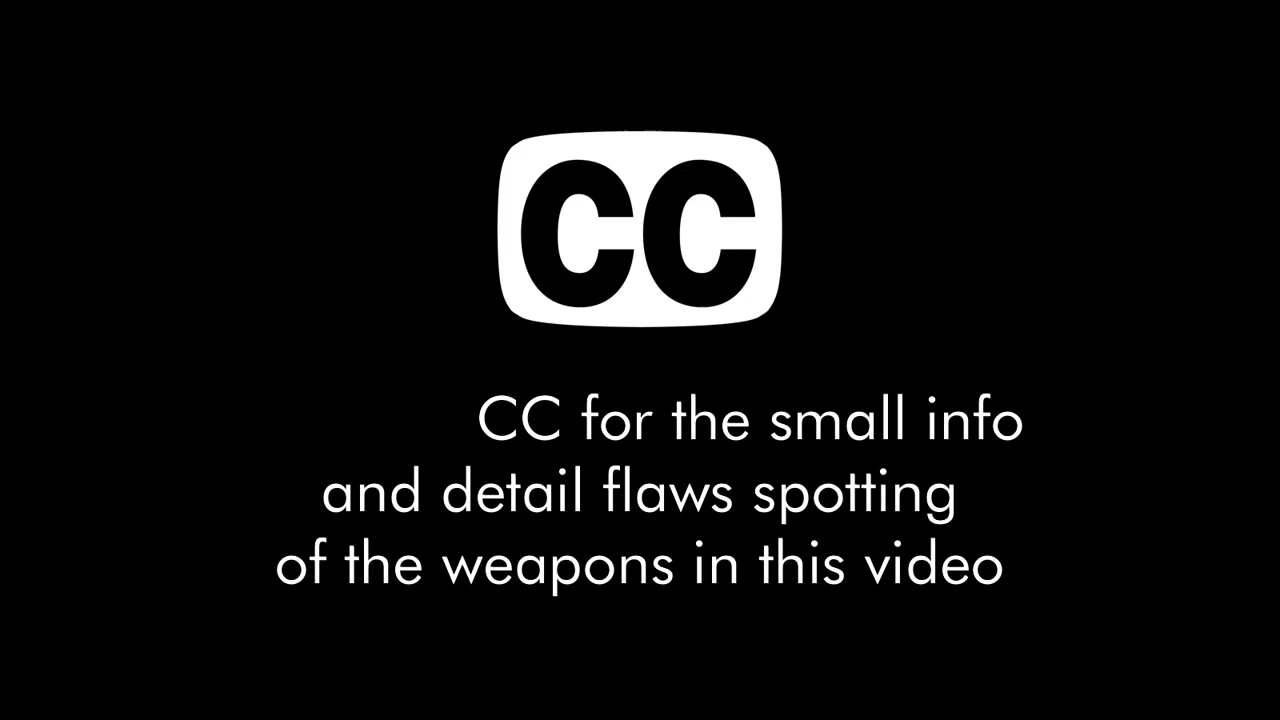 CC
CC for the small info
and detail flaws spotting
of the weapons in this video